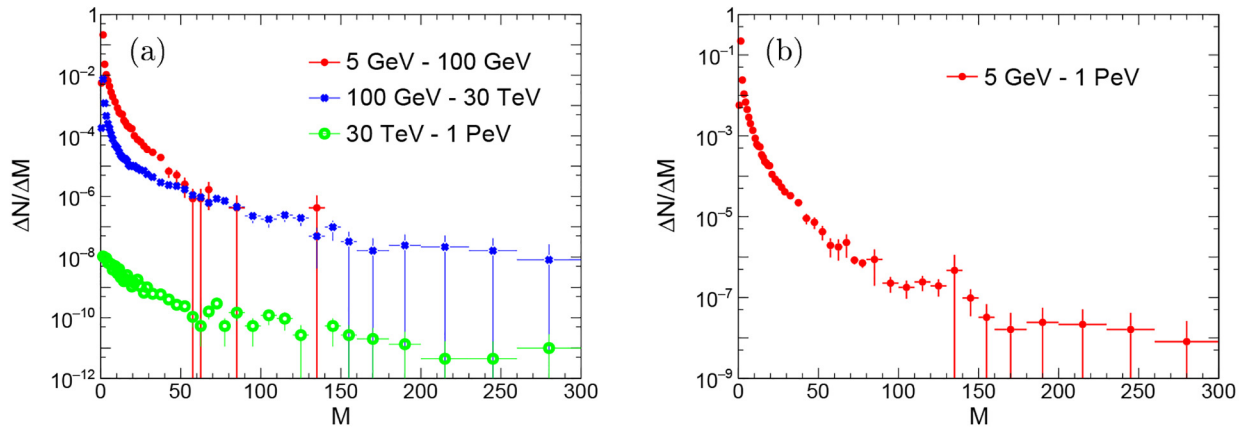 (a)
5 GeV - 100 GeV
100 GeV - 30 TeV
30 TeV - 1 PeV
1
10⁻²
10⁻⁴
10⁻⁶
10⁻⁸
10⁻¹⁰
10⁻¹²
ΔN/ΔM
0 50 100 150 200 250 300
M
(b)
5 GeV - 1 PeV
1
10⁻¹
10⁻³
10⁻⁵
10⁻⁷
10⁻⁹
ΔN/ΔM
0 50 100 150 200 250 300
M